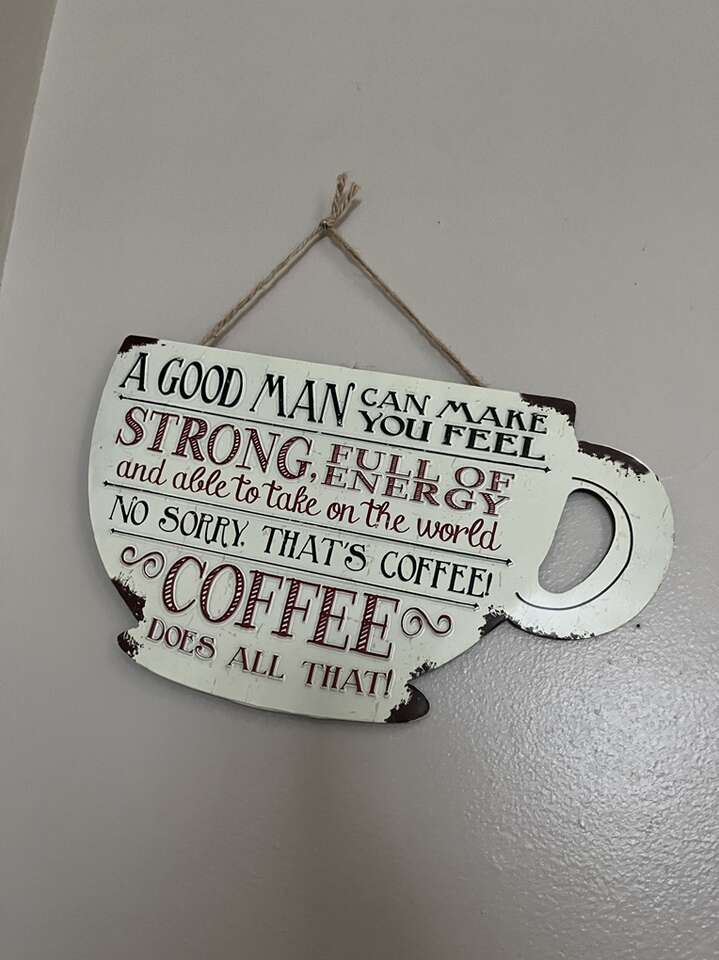 A GOOD MAN CAN MAKE
YOU FEEL
STRONG, FULL OF
ENERGY
and able to take on the world
NO SORRY. THAT'S COFFEE!
COFFEE
DOES ALL THAT!